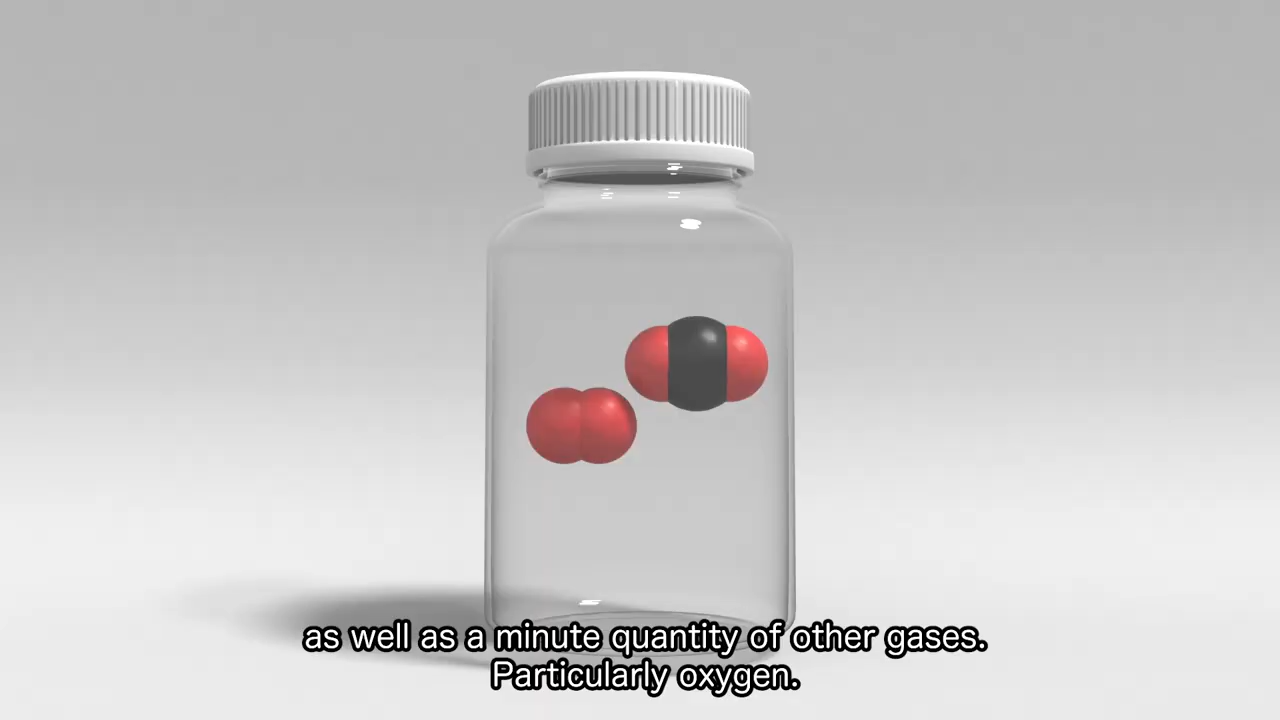 as well as a minute quantity of other gases.
Particularly oxygen.